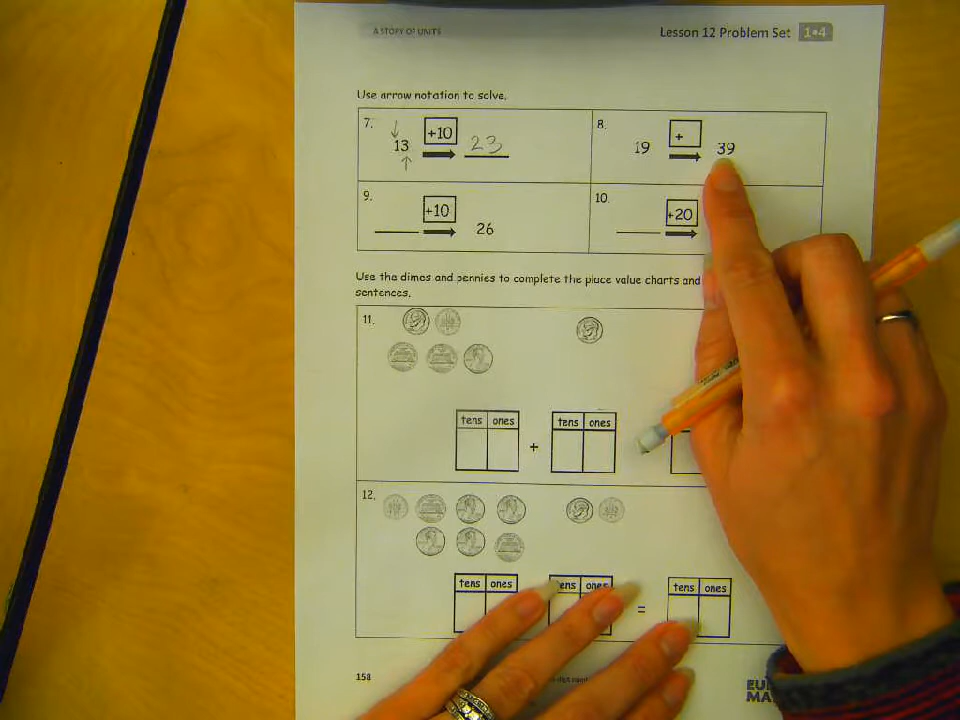 A STORY OF UNITS
Lesson 12 Problem Set 1•4
Use arrow notation to solve.
7. 13 +10 23
8. 19 + 39
9. +10 26
10. +20
Use the dimes and pennies to complete the place value charts and
sentences.
11.
tens ones + tens ones
12.
tens ones tens ones = tens ones
158